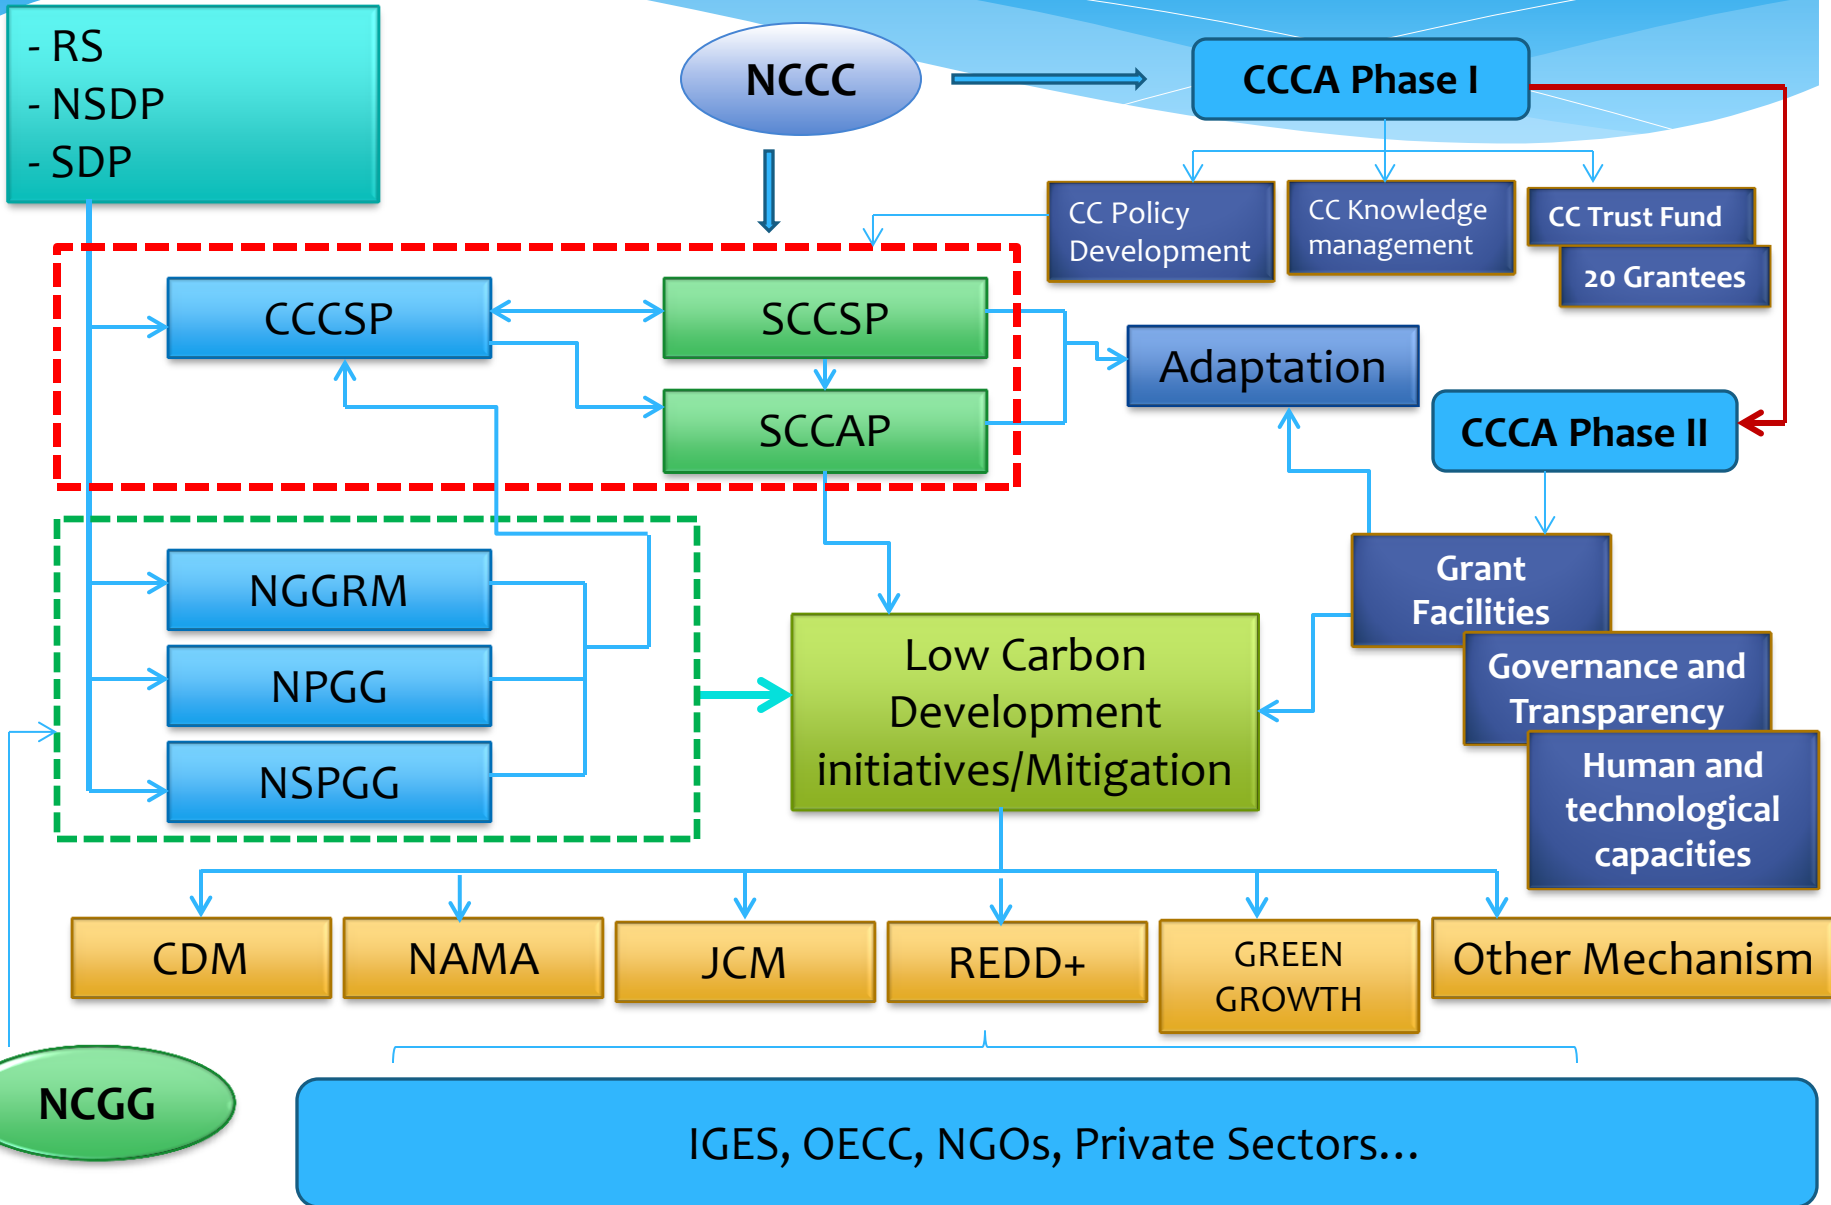 - RS
- NSDP
- SDP
NCCC
CCCA Phase I
CC Policy
Development
CC Knowledge
management
CC Trust Fund
20 Grantees
CCCSP
SCCSP
SCCAP
Adaptation
CCCA Phase II
NGGRM
NPGG
NSPGG
Low Carbon
Development
initiatives/Mitigation
Grant
Facilities
Governance and
Transparency
Human and
technological
capacities
CDM
NAMA
JCM
REDD+
GREEN
GROWTH
Other Mechanism
NCGG
IGES, OECC, NGOs, Private Sectors...